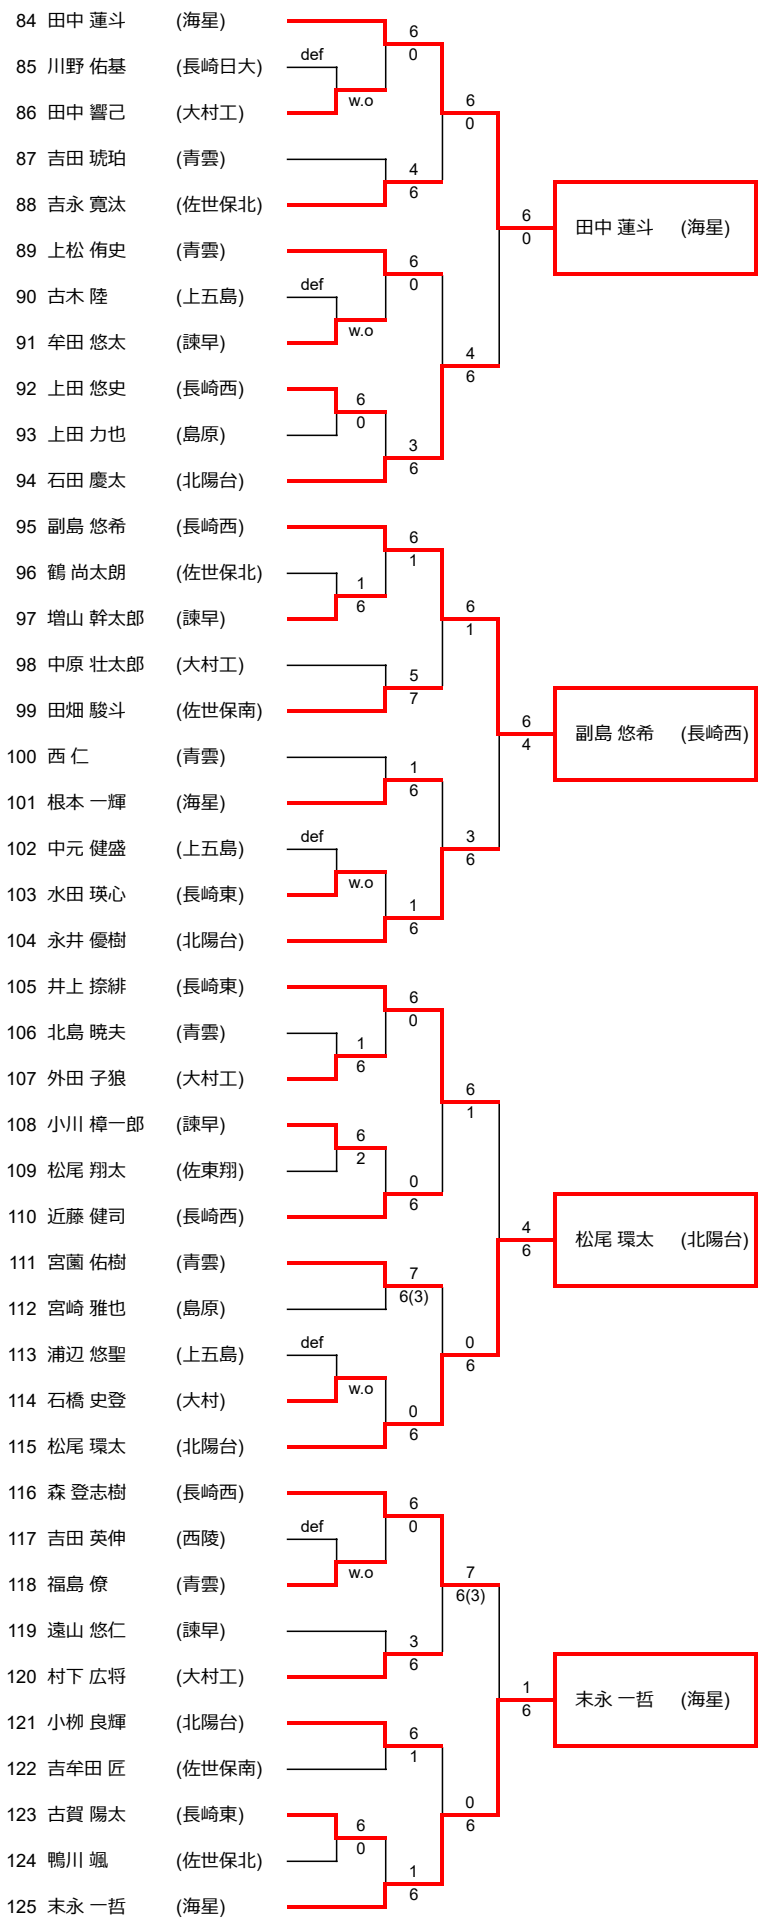 84 田中 蓮斗 (海星)
6
0
85 川野 佑基 (長崎日大) def
w.o
86 田中 響己 (大村工)
6
0
87 吉田 琥珀 (青雲)
4
6
88 吉永 寛汰 (佐世保北)
6
0
田中 蓮斗 (海星)
89 上松 侑史 (青雲)
6
0
90 古木 陸 (上五島) def
w.o
91 牟田 悠太 (諫早)
4
6
92 上田 悠史 (長崎西)
6
0
93 上田 力也 (島原)
3
6
94 石田 慶太 (北陽台)
95 副島 悠希 (長崎西)
6
1
96 鶴 尚太朗 (佐世保北)
1
6
97 増山 幹太郎 (諫早)
6
1
98 中原 壮太郎 (大村工)
5
7
99 田畑 駿斗 (佐世保南)
6
4
副島 悠希 (長崎西)
100 西 仁 (青雲)
1
6
101 根本 一輝 (海星)
102 中元 健盛 (上五島) def
3
6
w.o
103 水田 瑛心 (長崎東)
1
6
104 永井 優樹 (北陽台)
105 井上 捺緋 (長崎東)
6
0
106 北島 暁夫 (青雲)
1
6
107 外田 子狼 (大村工)
6
1
108 小川 樟一郎 (諫早)
6
2
109 松尾 翔太 (佐東翔)
0
6
110 近藤 健司 (長崎西)
4
6
松尾 環太 (北陽台)
111 宮薗 佑樹 (青雲)
7
6(3)
112 宮崎 雅也 (島原)
113 浦辺 悠聖 (上五島) def
0
6
w.o
114 石橋 史登 (大村)
0
6
115 松尾 環太 (北陽台)
116 森 登志樹 (長崎西)
6
0
117 吉田 英伸 (西陵) def
w.o
118 福島 僚 (青雲)
7
6(3)
119 遠山 悠仁 (諫早)
3
6
120 村下 広将 (大村工)
1
6
末永 一哲 (海星)
121 小栁 良輝 (北陽台)
6
1
122 吉牟田 匠 (佐世保南)
0
6
123 古賀 陽太 (長崎東)
6
0
124 鴨川 颯 (佐世保北)
1
6
125 末永 一哲 (海星)